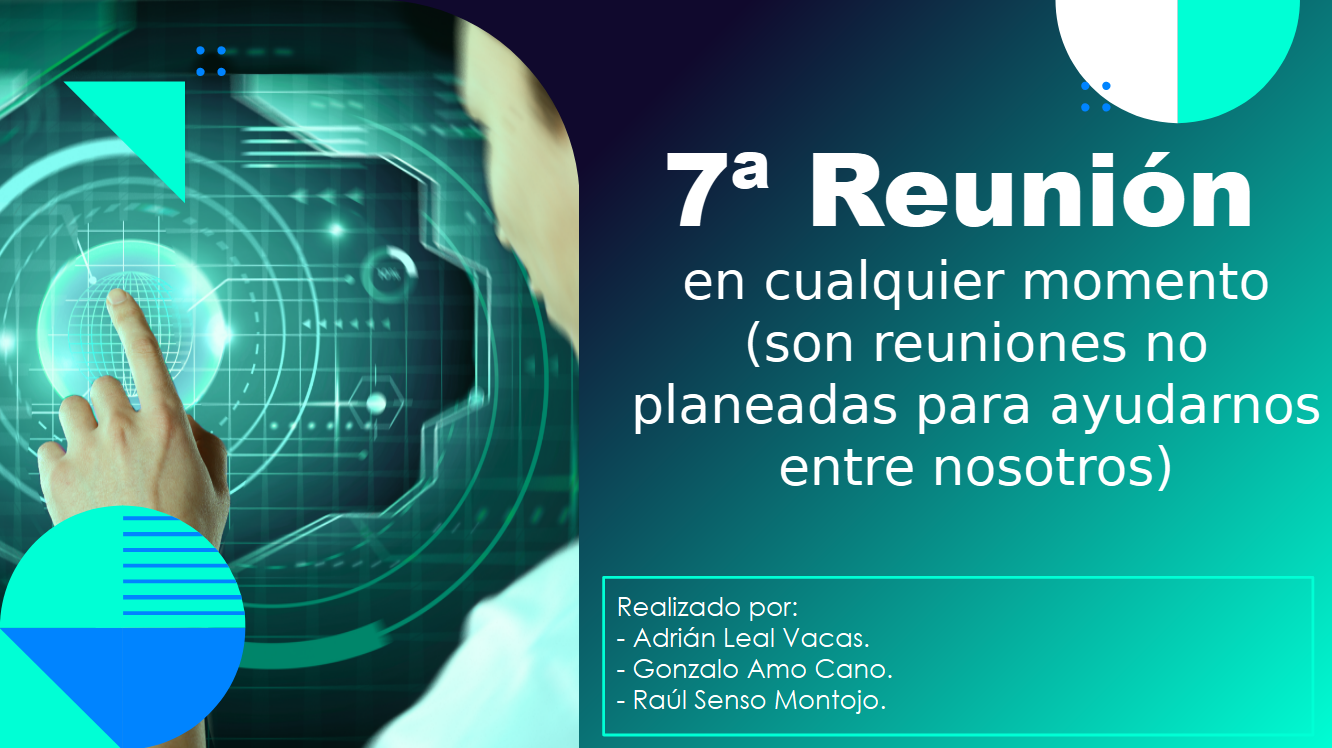 7ª Reunión
en cualquier momento
(son reuniones no
planeadas para ayudarnos
entre nosotros)
Realizado por:
- Adrián Leal Vacas.
- Gonzalo Amo Cano.
- Raúl Senso Montojo.